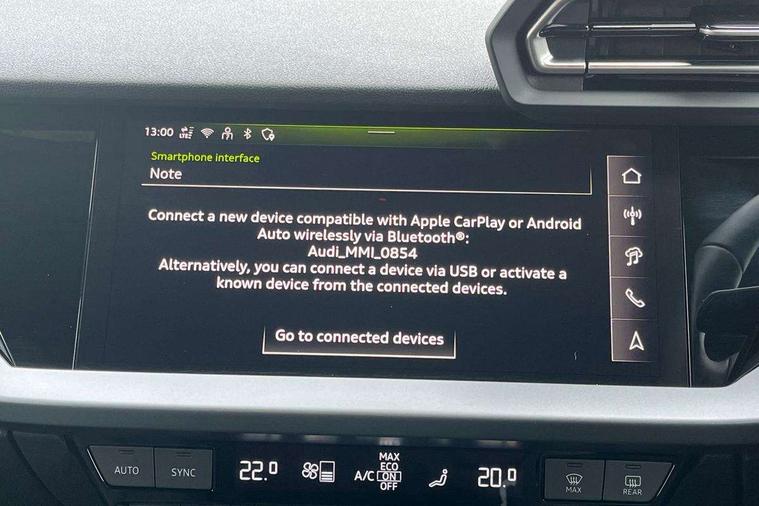 13:00 LTE
Smartphone interface
Note
Connect a new device compatible with Apple CarPlay or Android
Auto wirelessly via Bluetooth®:
Audi_MMI_0854
Alternatively, you can connect a device via USB or activate a
known device from the connected devices.
Go to connected devices
AUTO
SYNC
22.0
A/C
MAX
ECO
ON
OFF
20.0
MAX
REAR